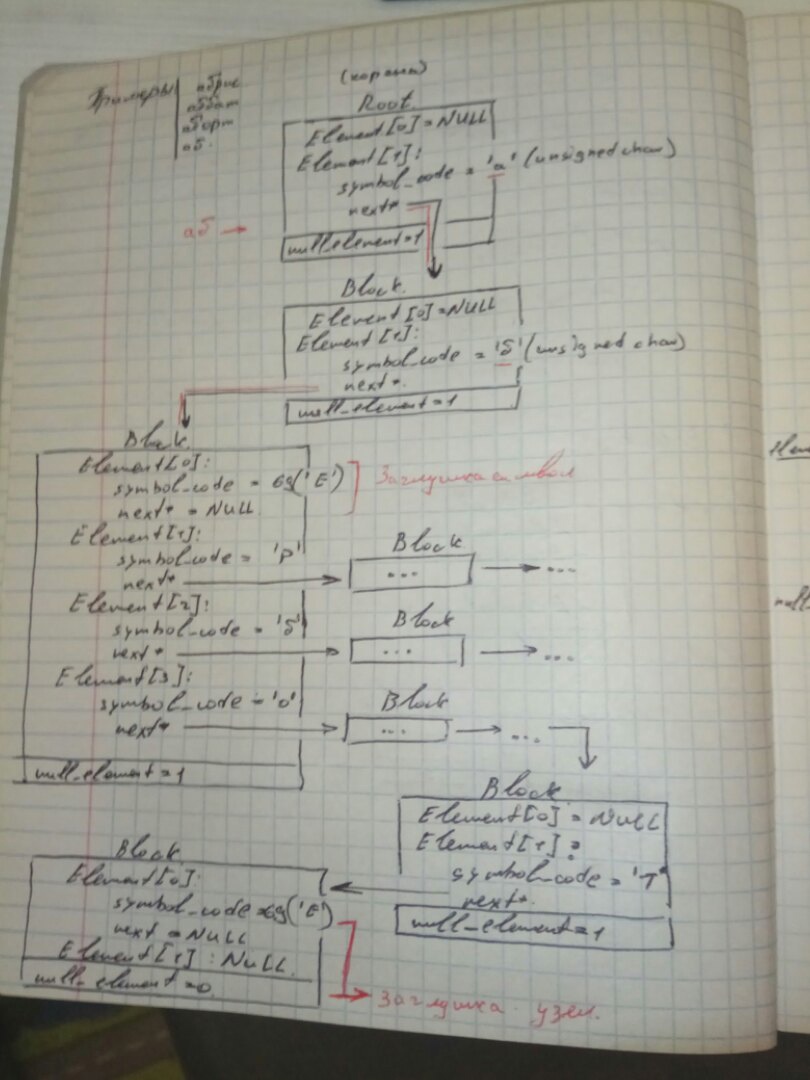 Примеры
абрис
аббат
аборт
аб.
(корень)
Root.
Element[0] = NULL
Element[1]:
symbol_code = 'а' (unsigned char)
next*
аб →
null_element = 1
Block.
Element[0] = NULL
Element[1]:
symbol_code = 'б' (unsigned char)
next*.
null_element = 1
Block.
Element[0]:
symbol_code = 69('E')
Заглушка символ
next* = NULL
Element[1]:
symbol_code = 'р'
Block
next*
...
...
Element[2]:
symbol_code = 'б'
Block
next*
...
...
Element[3]:
symbol_code = 'о'
Block
next*
...
...
null_element = 1
Block
Element[0] = NULL
Element[1]:
symbol_code = 'т'
next*.
null_element = 1
Block.
Element[0]:
symbol_code = 69('E')
next = NULL
Element[1]: NULL.
null_element = 0
Заглушка узел.